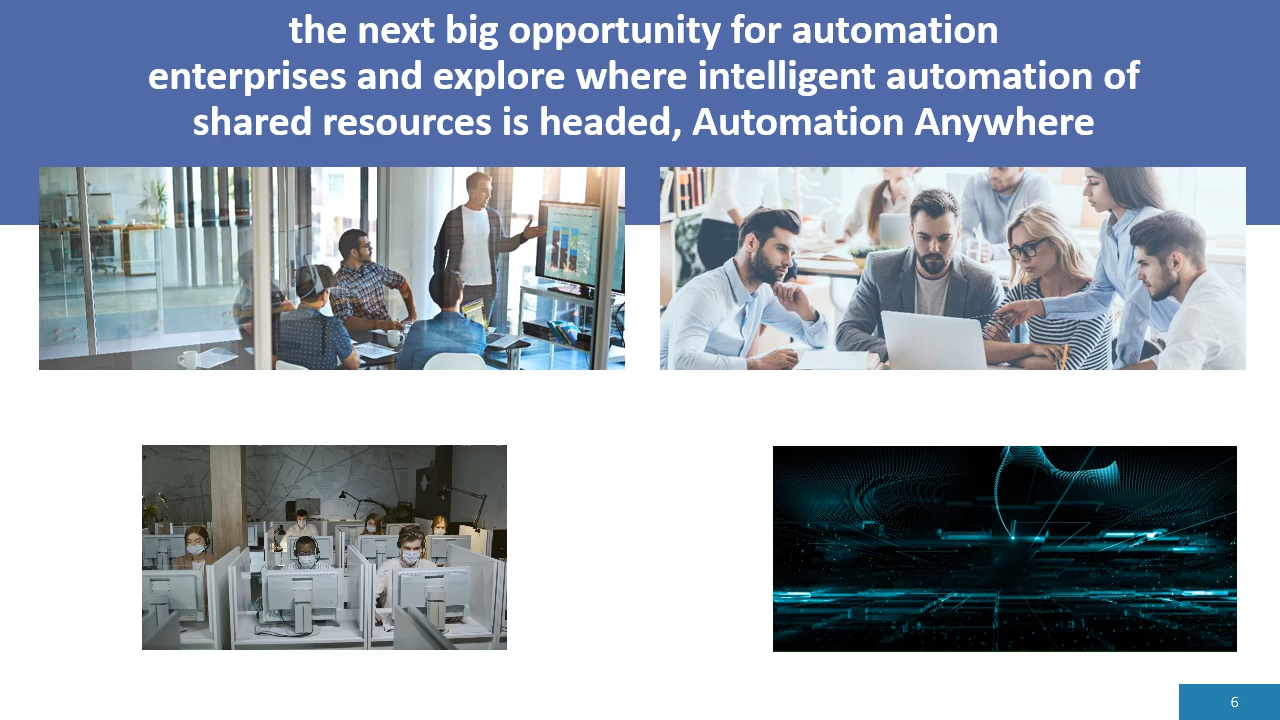 the next big opportunity for automation
enterprises and explore where intelligent automation of
shared resources is headed, Automation Anywhere
6